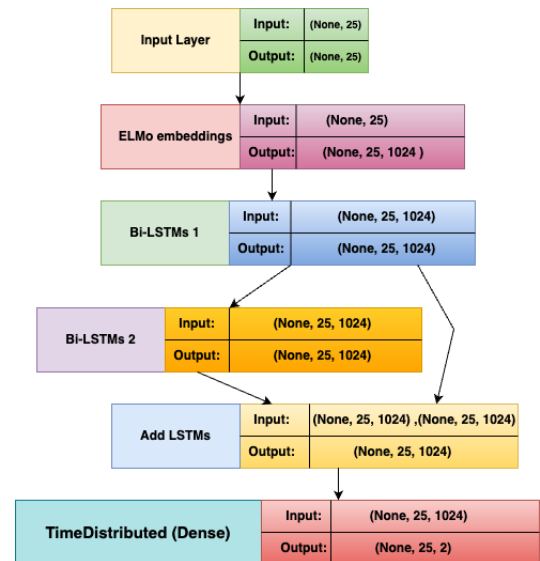 Input Layer
Input: (None, 25)
Output: (None, 25)
ELMo embeddings
Input: (None, 25)
Output: (None, 25, 1024 )
Bi-LSTMs 1
Input: (None, 25, 1024)
Output: (None, 25, 1024)
Bi-LSTMs 2
Input: (None, 25, 1024)
Output: (None, 25, 1024)
Add LSTMs
Input: (None, 25, 1024) ,(None, 25, 1024)
Output: (None, 25, 1024)
TimeDistributed (Dense)
Input: (None, 25, 1024)
Output: (None, 25, 2)